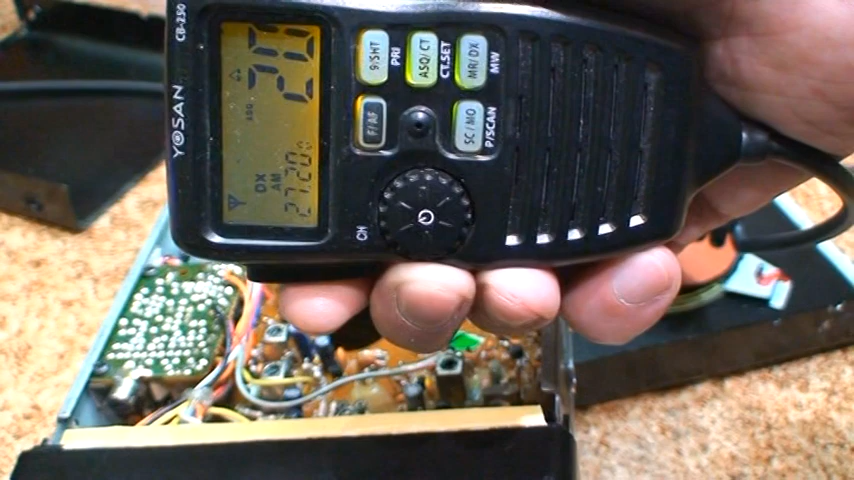 YOSAN
CB-250
DX
AM
27.20
9/SHT
PRI
ASQ/CT
CT.SET
MR/DX
MW
F/AF
SC/MO
P/SCAN
CH